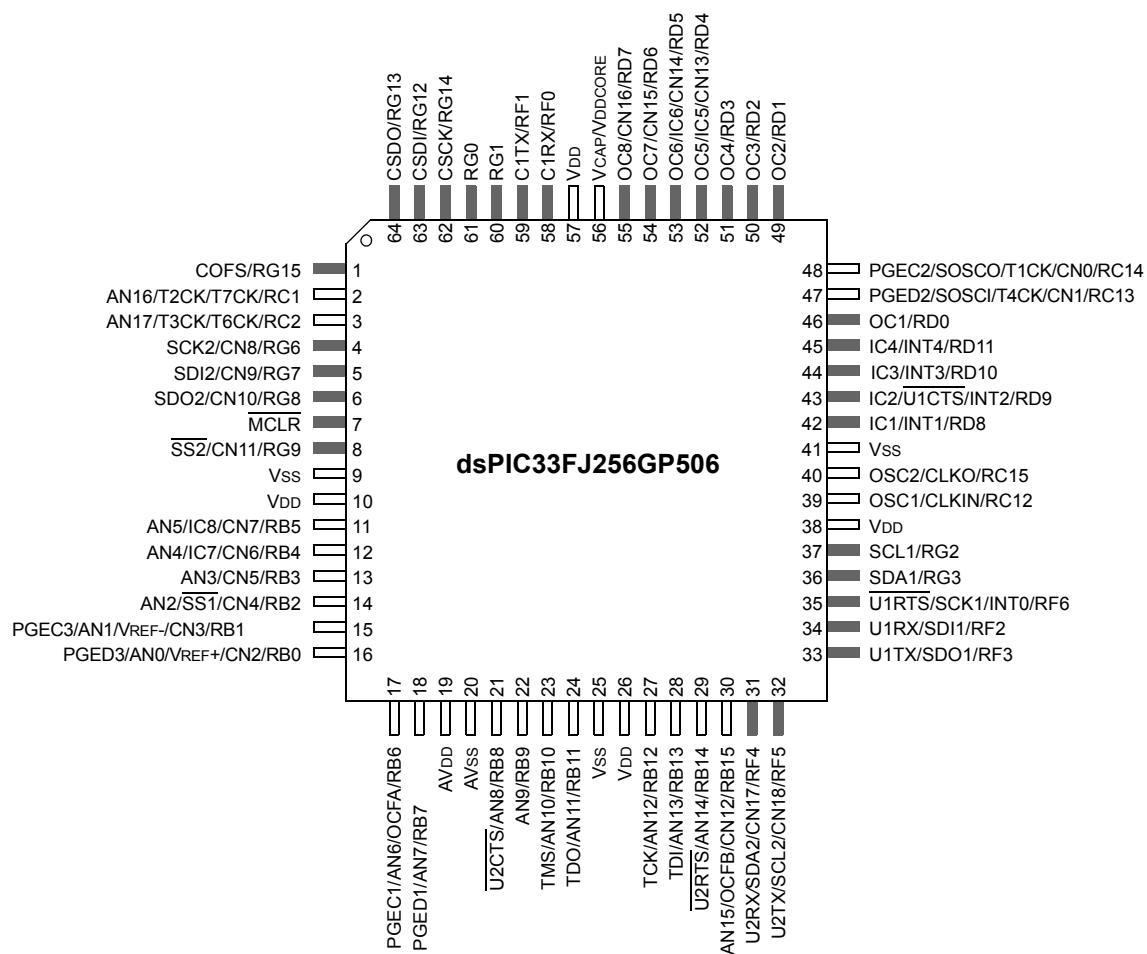 CSDO/RG13
CSDI/RG12
CSCK/RG14
RG0
RG1
C1TX/RF1
C1RX/RF0
VDD
VCAP/VDDCORE
OC8/CN16/RD7
OC7/CN15/RD6
OC6/IC6/CN14/RD5
OC5/IC5/CN13/RD4
OC4/RD3
OC3/RD2
OC2/RD1
64
63
62
61
60
59
58
57
56
55
54
53
52
51
50
49
COFS/RG15 1
AN16/T2CK/T7CK/RC1 2
AN17/T3CK/T6CK/RC2 3
SCK2/CN8/RG6 4
SDI2/CN9/RG7 5
SDO2/CN10/RG8 6
MCLR 7
SS2/CN11/RG9 8
VSS 9
VDD 10
AN5/IC8/CN7/RB5 11
AN4/IC7/CN6/RB4 12
AN3/CN5/RB3 13
AN2/SS1/CN4/RB2 14
PGEC3/AN1/VREF-/CN3/RB1 15
PGED3/AN0/VREF+/CN2/RB0 16
dsPIC33FJ256GP506
48 PGEC2/SOSCO/T1CK/CN0/RC14
47 PGED2/SOSCI/T4CK/CN1/RC13
46 OC1/RD0
45 IC4/INT4/RD11
44 IC3/INT3/RD10
43 IC2/U1CTS/INT2/RD9
42 IC1/INT1/RD8
41 VSS
40 OSC2/CLKO/RC15
39 OSC1/CLKIN/RC12
38 VDD
37 SCL1/RG2
36 SDA1/RG3
35 U1RTS/SCK1/INT0/RF6
34 U1RX/SDI1/RF2
33 U1TX/SDO1/RF3
17
18
19
20
21
22
23
24
25
26
27
28
29
30
31
32
PGEC1/AN6/OCFA/RB6
PGED1/AN7/RB7
AVDD
AVSS
U2CTS/AN8/RB8
AN9/RB9
TMS/AN10/RB10
TDO/AN11/RB11
VSS
VDD
TCK/AN12/RB12
TDI/AN13/RB13
U2RTS/AN14/RB14
AN15/OCFB/CN12/RB15
U2RX/SDA2/CN17/RF4
U2TX/SCL2/CN18/RF5